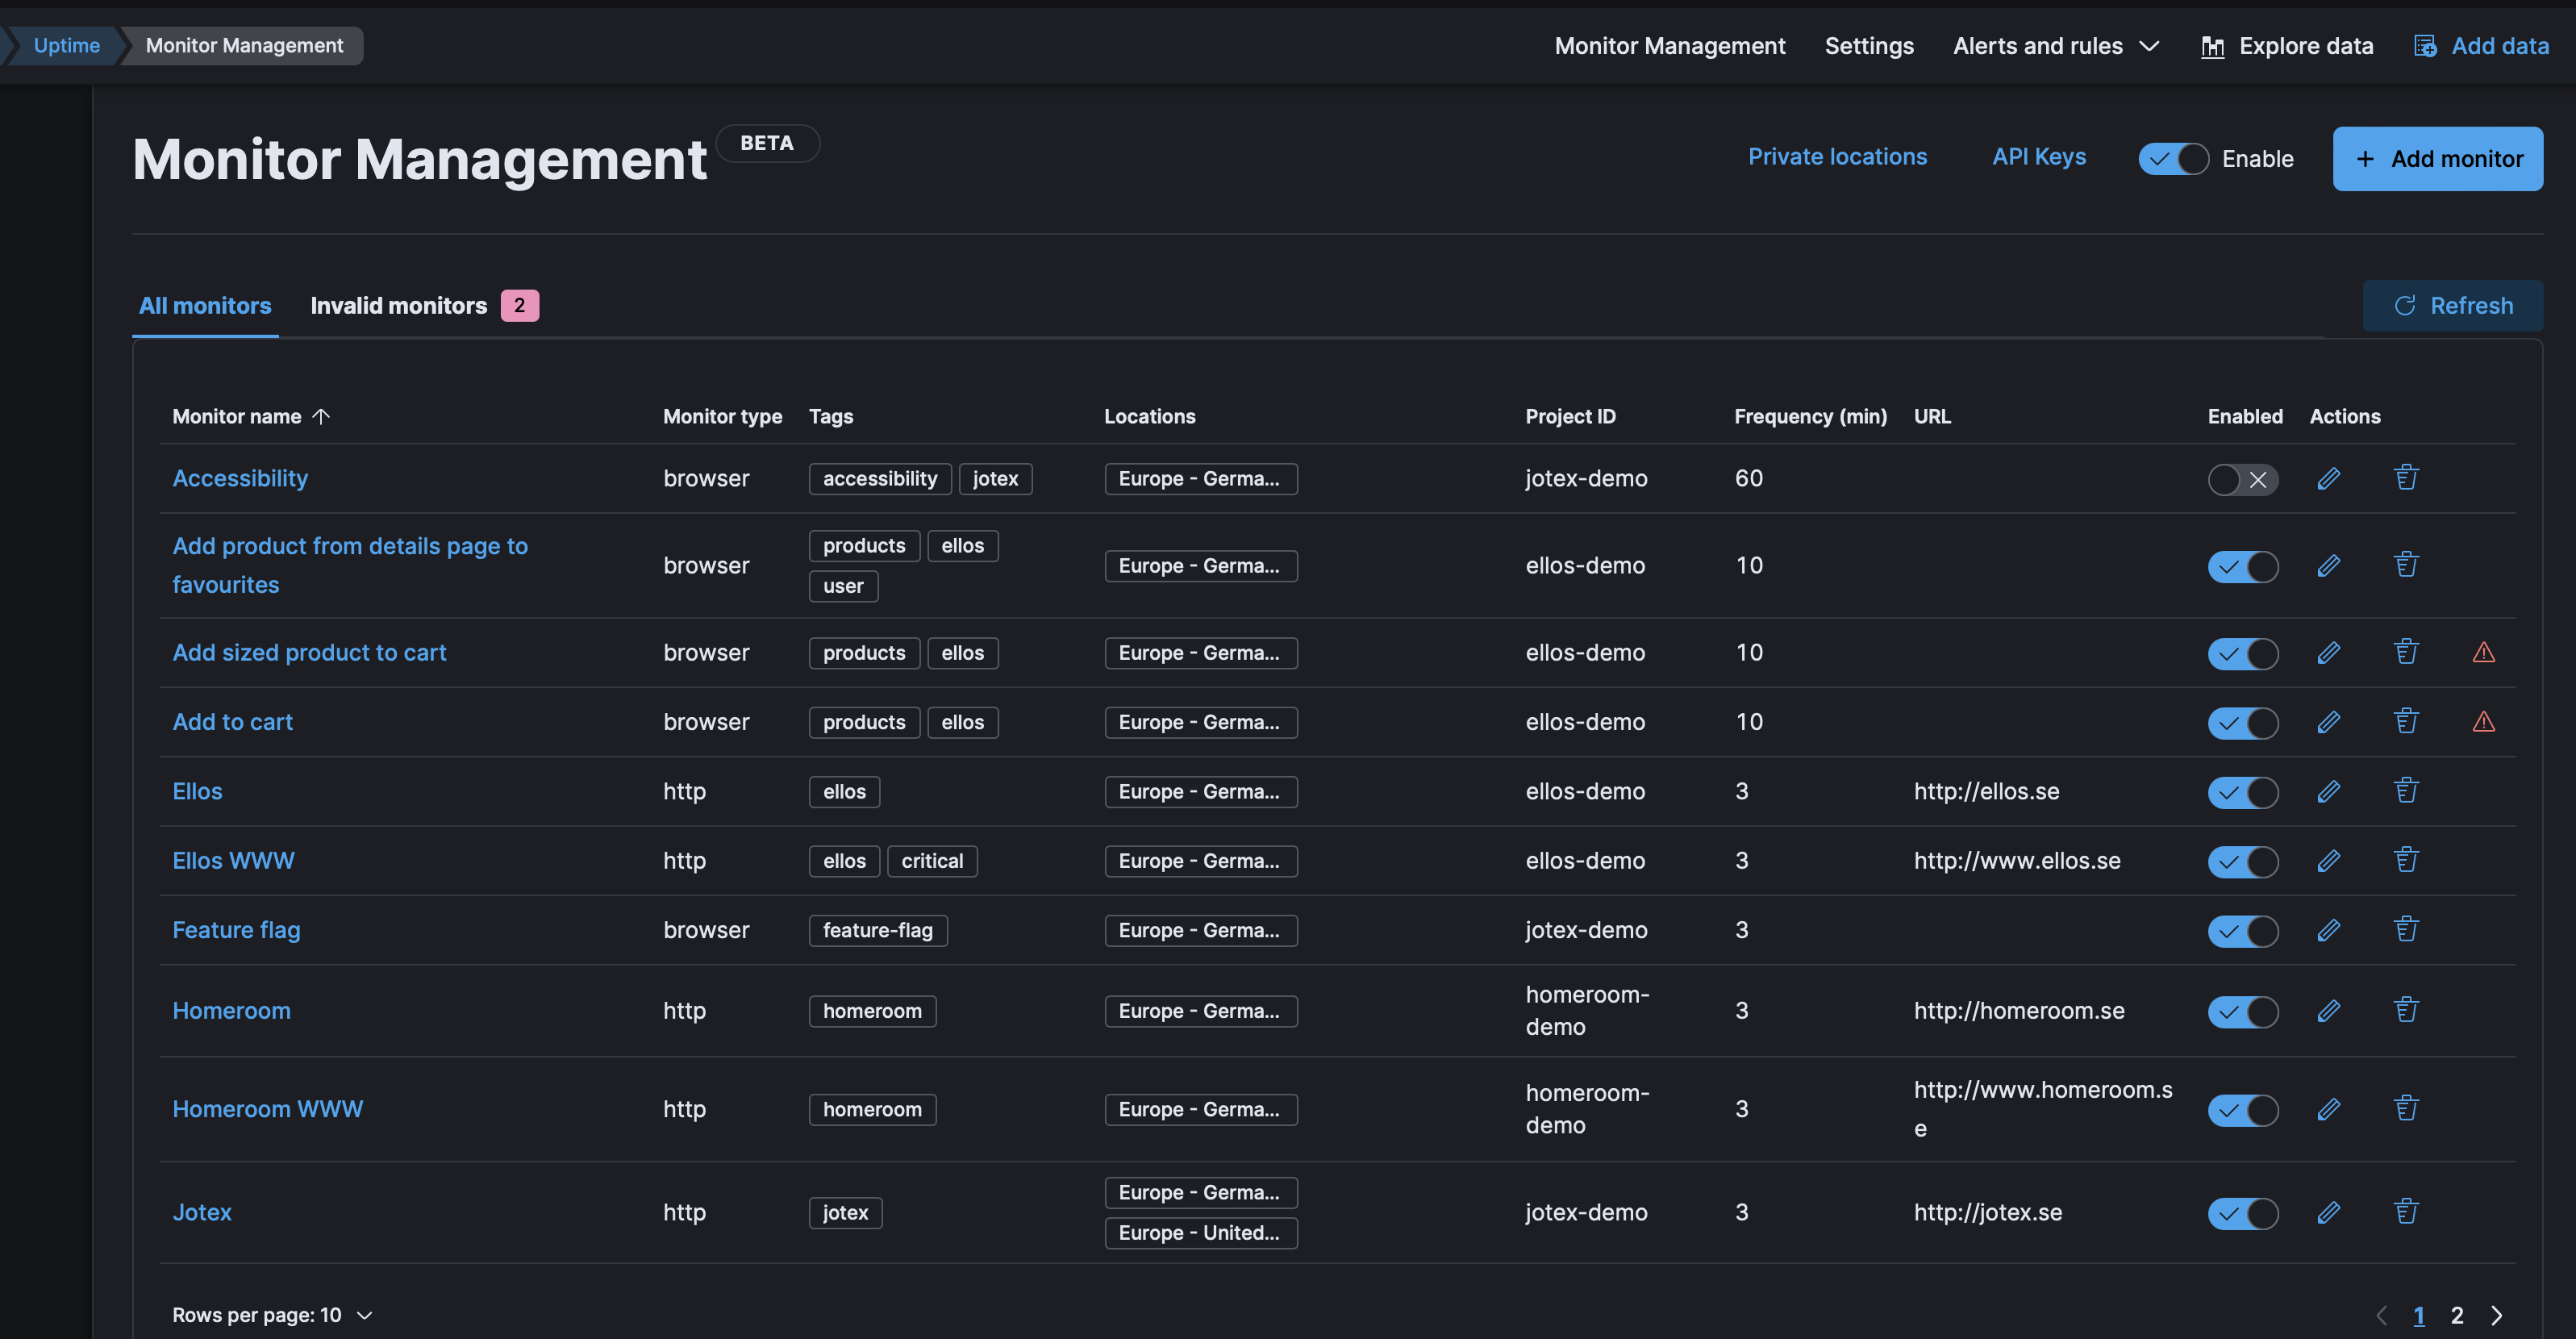 Uptime
Monitor Management
Monitor Management Settings Alerts and rules Explore data Add data
Monitor Management BETA
Private locations API Keys Enable + Add monitor
All monitors Invalid monitors 2 Refresh
Monitor name Monitor type Tags Locations Project ID Frequency (min) URL Enabled Actions
Accessibility browser accessibility jotex Europe - Germa... jotex-demo 60
Add product from details page to
favourites
browser
products ellos
user
Europe - Germa... ellos-demo 10
Add sized product to cart browser products ellos Europe - Germa... ellos-demo 10
Add to cart browser products ellos Europe - Germa... ellos-demo 10
Ellos http ellos Europe - Germa... ellos-demo 3 http://ellos.se
Ellos WWW http ellos critical Europe - Germa... ellos-demo 3 http://www.ellos.se
Feature flag browser feature-flag Europe - Germa... jotex-demo 3
Homeroom http homeroom Europe - Germa...
homeroom-
demo
3 http://homeroom.se
Homeroom WWW http homeroom Europe - Germa...
homeroom-
demo
3
http://www.homeroom.s
e
Jotex http jotex
Europe - Germa...
Europe - United...
jotex-demo 3 http://jotex.se
Rows per page: 10
1 2